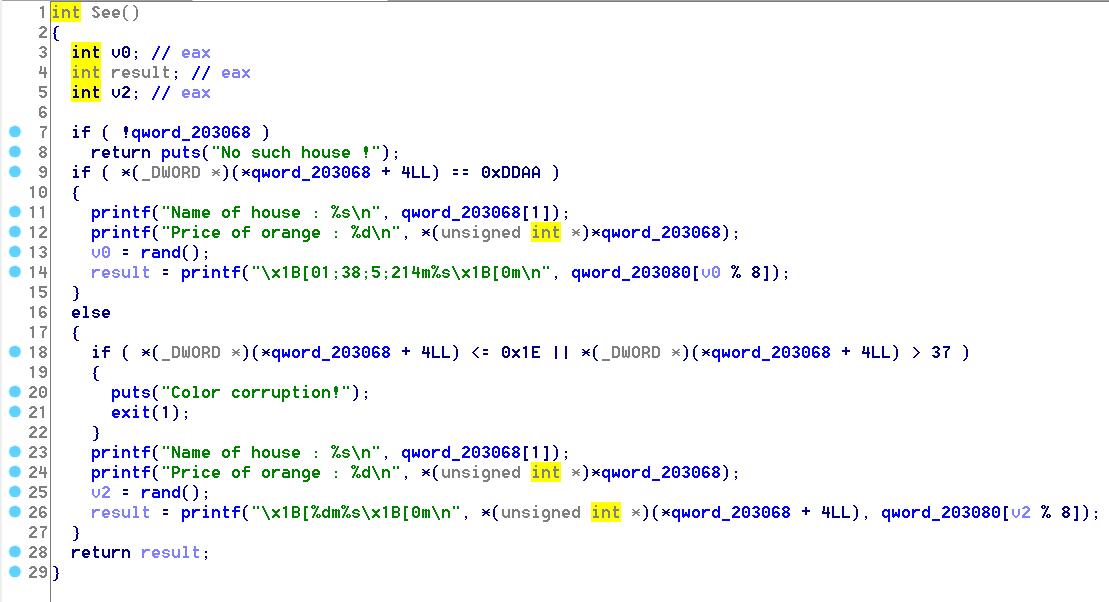 1 int See()
2 {
3   int v0; // eax
4   int result; // eax
5   int v2; // eax
6
7   if ( !qword_203068 )
8     return puts("No such house !");
9   if ( *(_DWORD *)(*qword_203068 + 4LL) == 0xDDAA )
10   {
11     printf("Name of house : %s\n", qword_203068[1]);
12     printf("Price of orange : %d\n", *(unsigned int *)*qword_203068);
13     v0 = rand();
14     result = printf("\x1B[01;38;5;214m%s\x1B[0m\n", qword_203080[v0 % 8]);
15   }
16   else
17   {
18     if ( *(_DWORD *)(*qword_203068 + 4LL) <= 0x1E || *(_DWORD *)(*qword_203068 + 4LL) > 37 )
19     {
20       puts("Color corruption!");
21       exit(1);
22     }
23     printf("Name of house : %s\n", qword_203068[1]);
24     printf("Price of orange : %d\n", *(unsigned int *)*qword_203068);
25     v2 = rand();
26     result = printf("\x1B[%dm%s\x1B[0m\n", *(unsigned int *)(*qword_203068 + 4LL), qword_203080[v2 % 8]);
27   }
28   return result;
29 }